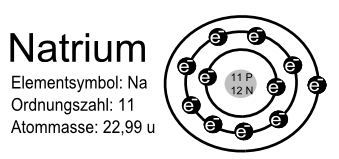 Natrium
Elementsymbol: Na
Ordnungszahl: 11
Atommasse: 22,99 u
11 P
12 N
e
e
e
e
e
e
e
e
e
e
e